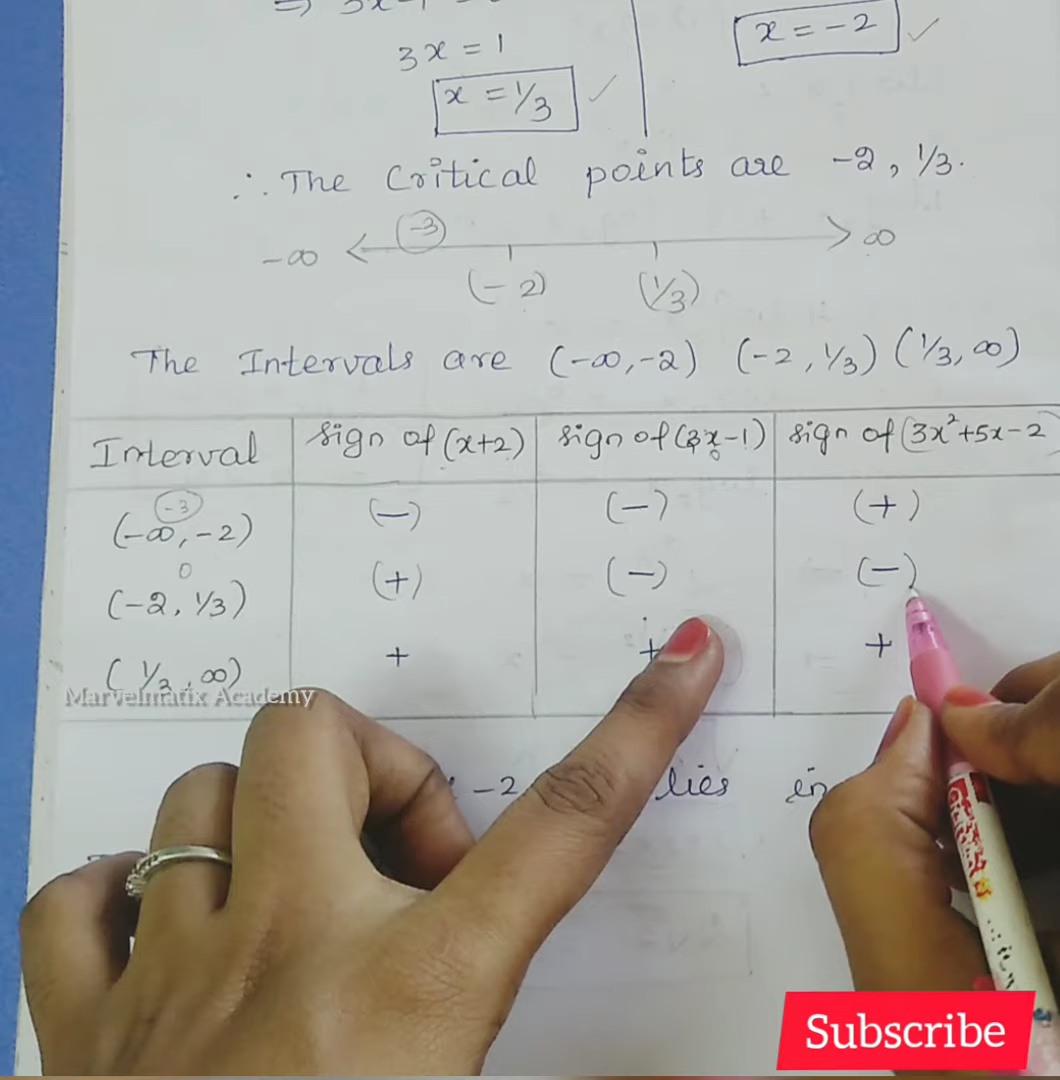 ⇒ 3x-1 =
3x = 1
x = 1/3 ✓
x = -2 ✓
∴ The Critical points are -2, 1/3.
-∞ (-3) (-2) (1/3) ∞
The Intervals are (-∞,-2) (-2, 1/3) (1/3, ∞)
Interval sign of (x+2) sign of (3x-1) sign of (3x²+5x-2)
-3
(-∞,-2) (-) (-) (+)
0
(-2, 1/3) (+) (-) (-)
(1/3, ∞) + + +
Marvelmatix Academy
-2 lies in
Subscribe